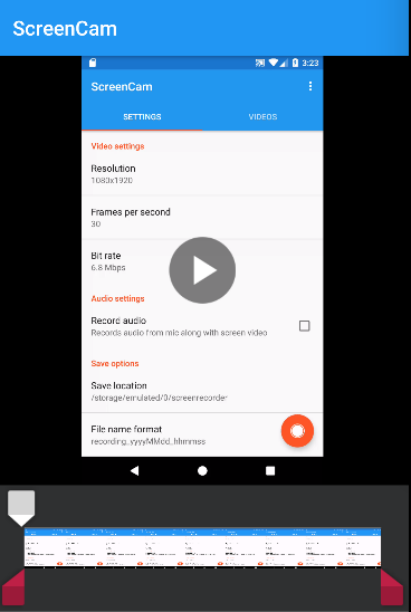 ScreenCam
3:23
ScreenCam
SETTINGS
VIDEOS
Video settings
Resolution
1080x1920
Frames per second
30
Bit rate
6.8 Mbps
Audio settings
Record audio
Records audio from mic along with screen video
Save options
Save location
/storage/emulated/0/screenrecorder
File name format
recording_yyyyMMdd_hhmmss